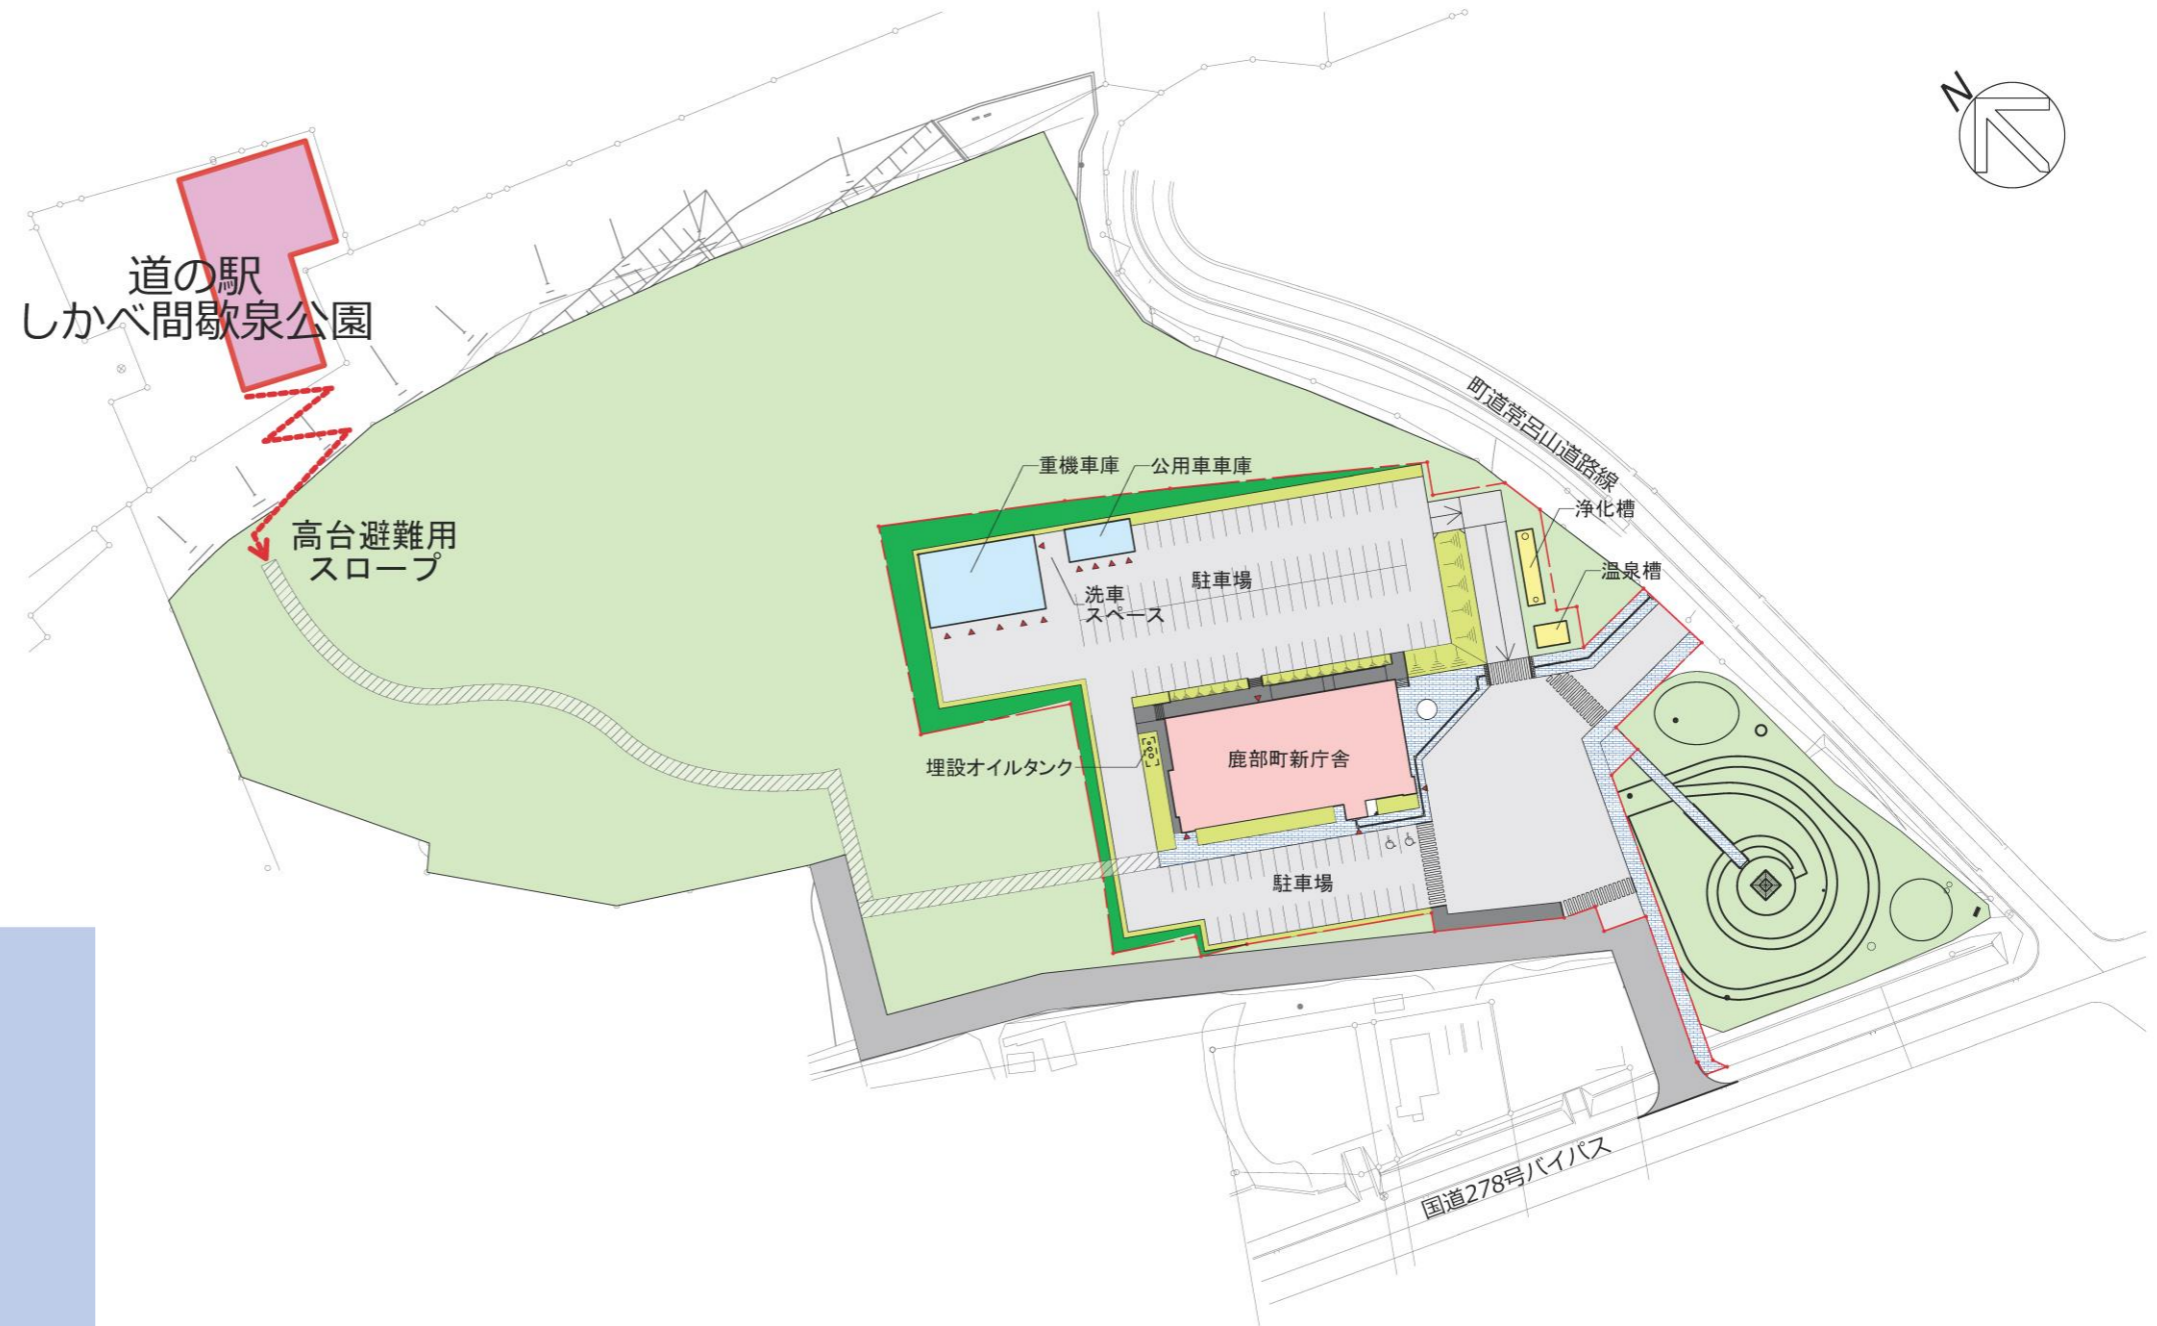 N
道の駅
しかべ間歇泉公園
高台避難用
スロープ
重機車庫
公用車車庫
町道常呂山道路線
浄化槽
温泉槽
駐車場
洗車
スペース
鹿部町新庁舎
埋設オイルタンク
駐車場
国道278号バイパス